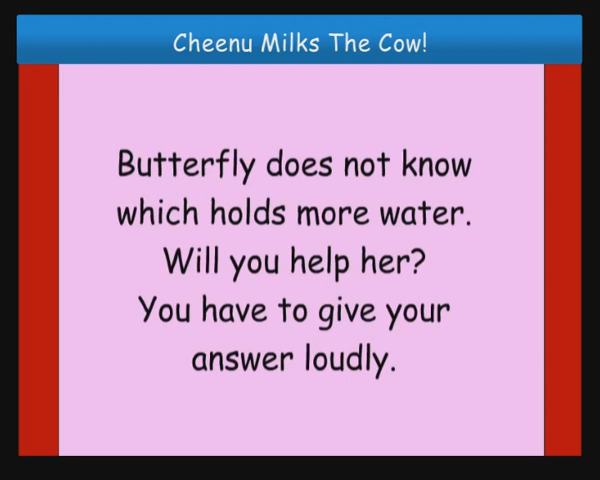 Cheenu Milks The Cow!
Butterfly does not know
which holds more water.
Will you help her?
You have to give your
answer loudly.